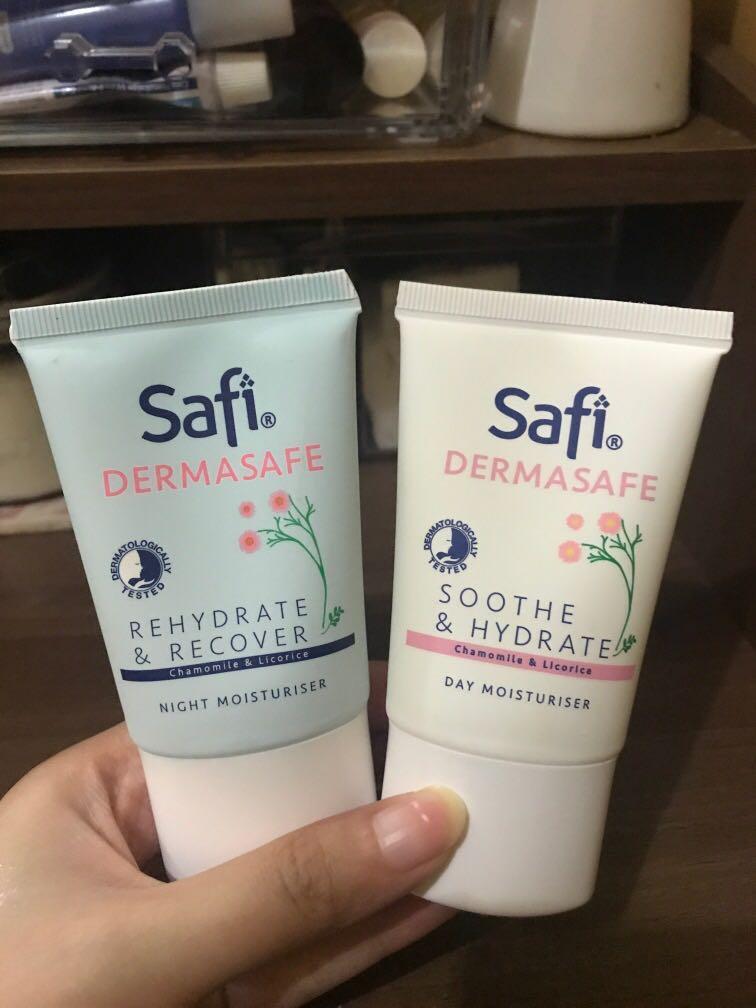 Safi®
DERMASAFE
DERMATOLOGICALLY
TESTED
REHYDRATE
& RECOVER
Chamomile & Licorice
NIGHT MOISTURISER
Safi®
DERMASAFE
DERMATOLOGICALLY
TESTED
SOOTHE
& HYDRATE
Chamomile & Licorice
DAY MOISTURISER